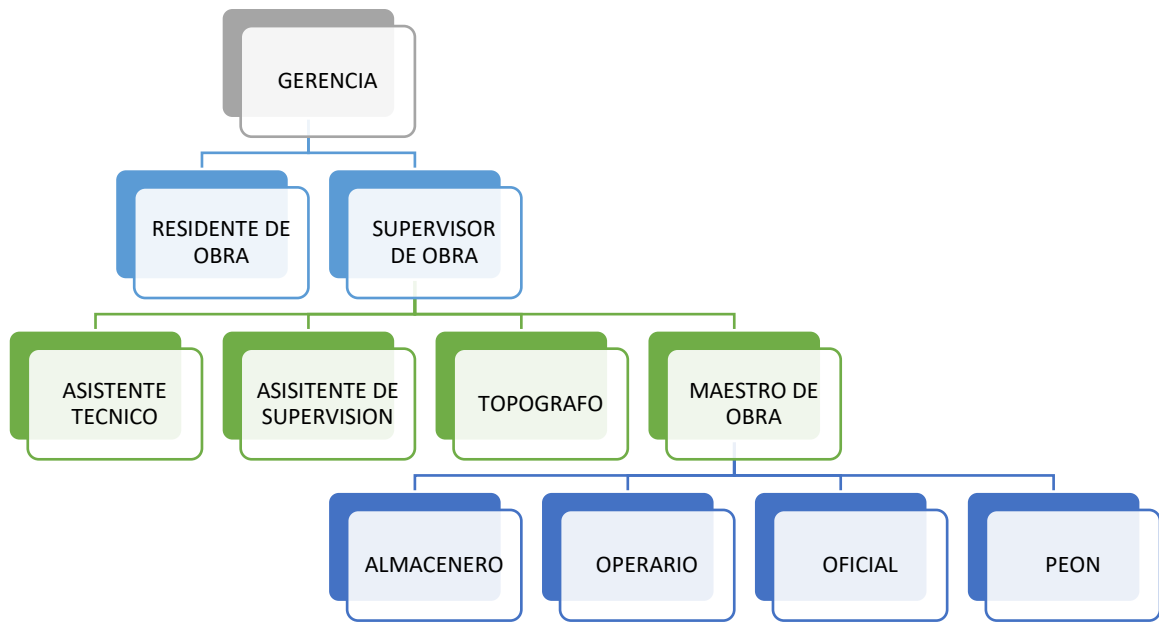 GERENCIA
RESIDENTE DE
OBRA
SUPERVISOR
DE OBRA
ASISTENTE
TECNICO
ASISITENTE DE
SUPERVISION
TOPOGRAFO
MAESTRO DE
OBRA
ALMACENERO
OPERARIO
OFICIAL
PEON